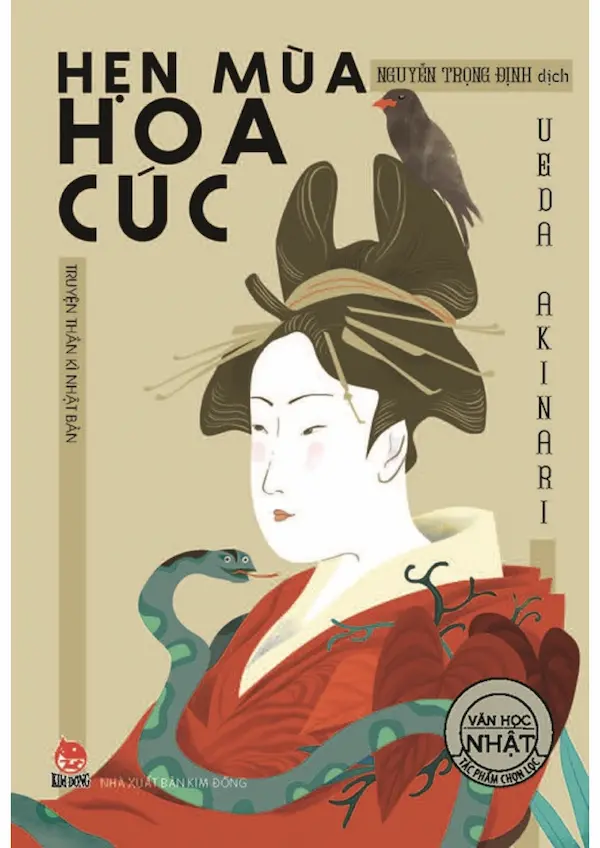 HẸN MÙA
HOA
CÚC
NGUYỄN TRỌNG ĐỊNH dịch
UEDA AKINARI
TRUYỆN THẦN KÌ NHẬT BẢN
VĂN HỌC
NHẬT
TÁC PHẨM CHỌN LỌC
KIM ĐỒNG
NHÀ XUẤT BẢN KIM ĐỒNG